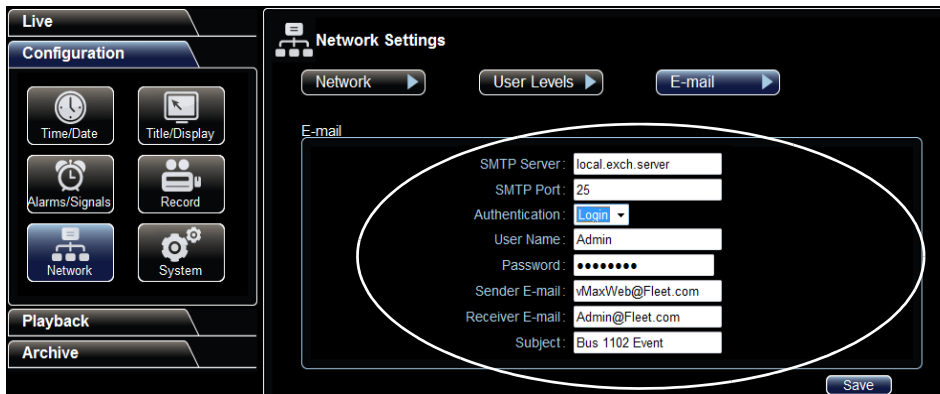 Live
Configuration
Time/Date
Title/Display
Alarms/Signals
Record
Network
System
Playback
Archive
Network Settings
Network
User Levels
E-mail
E-mail
SMTP Server: local.exch.server
SMTP Port: 25
Authentication: Login
User Name: Admin
Password: ●●●●●●●●
Sender E-mail: vMaxWeb@Fleet.com
Receiver E-mail: Admin@Fleet.com
Subject: Bus 1102 Event
Save